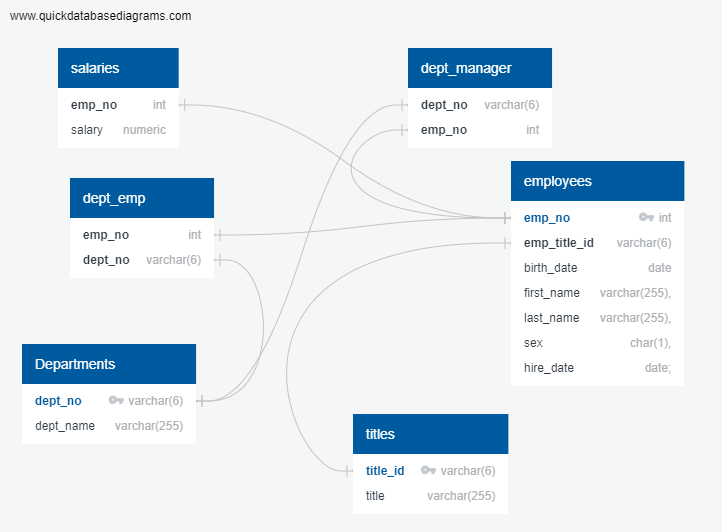 www.quickdatabasediagrams.com
salaries
emp_no int
salary numeric
dept_manager
dept_no varchar(6)
emp_no int
dept_emp
emp_no int
dept_no varchar(6)
employees
emp_no int
emp_title_id varchar(6)
birth_date date
first_name varchar(255),
last_name varchar(255),
sex char(1),
hire_date date;
Departments
dept_no varchar(6)
dept_name varchar(255)
titles
title_id varchar(6)
title varchar(255)